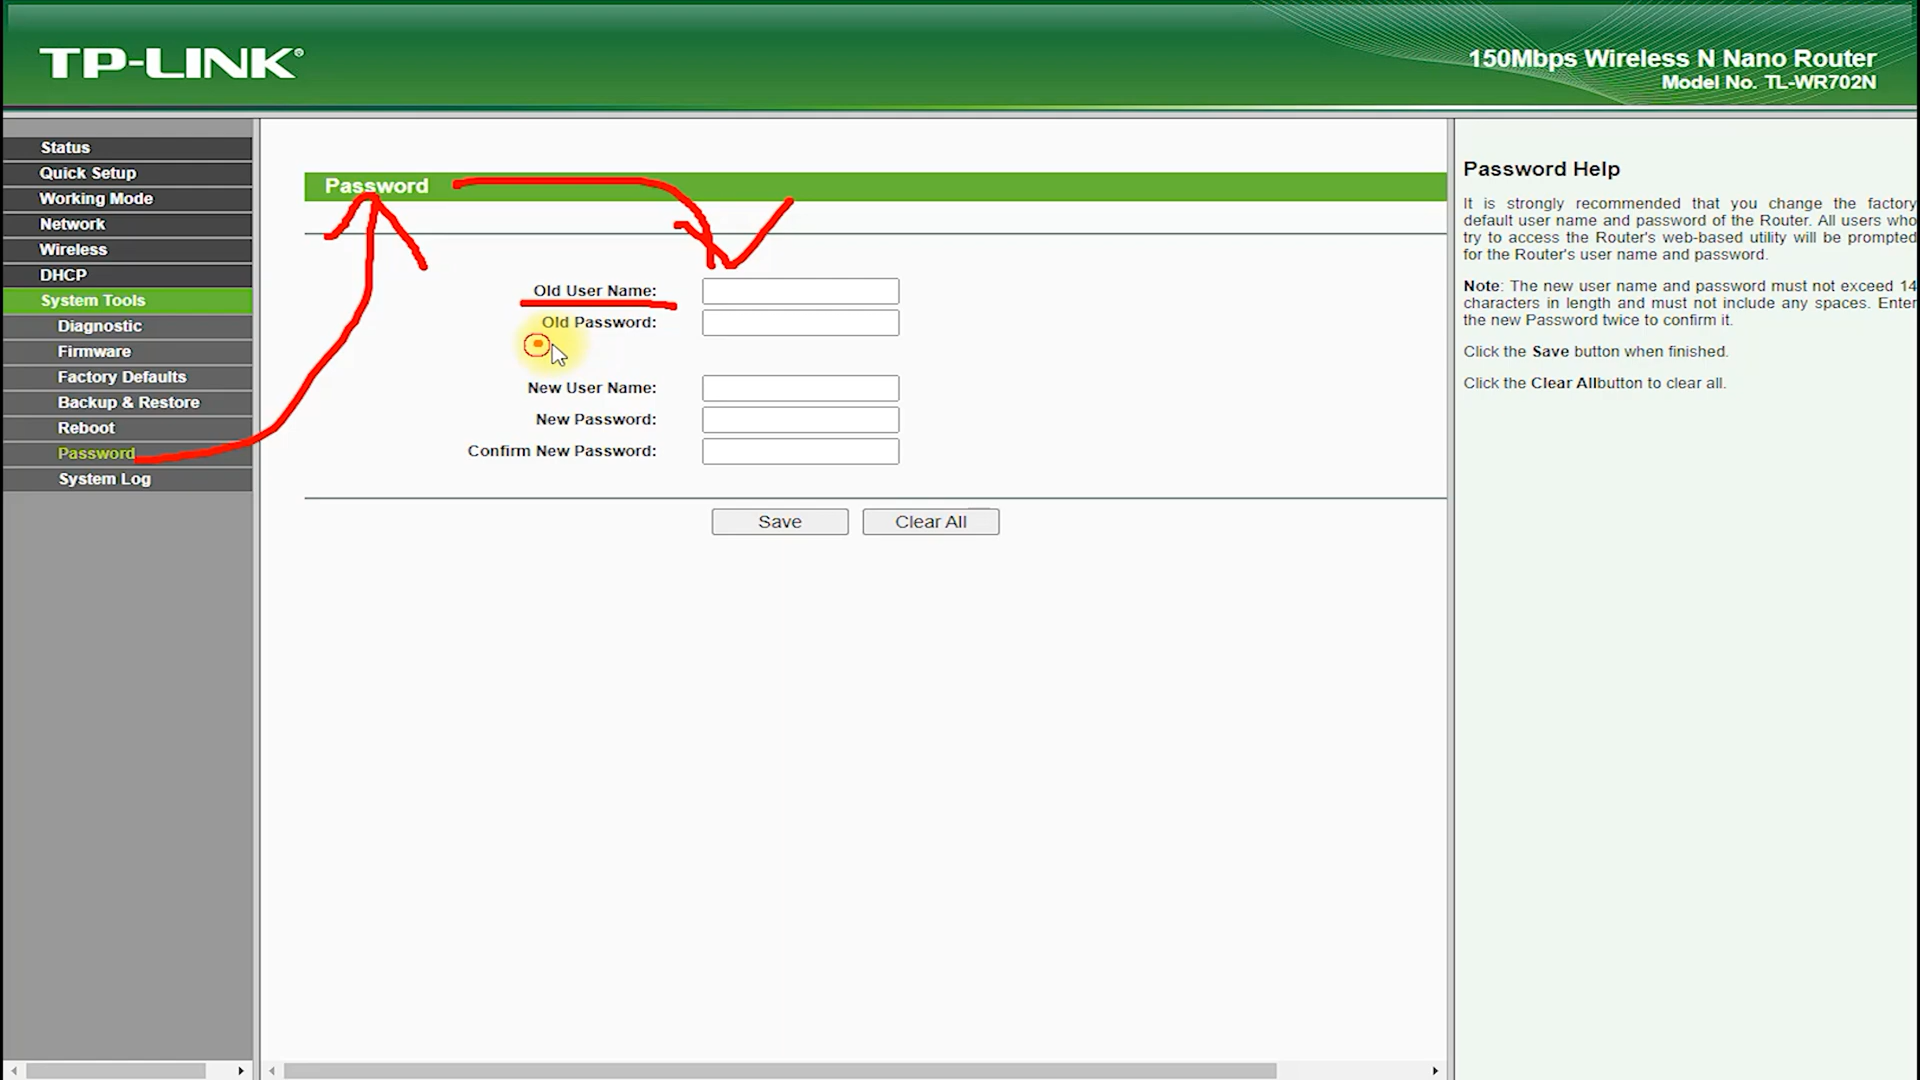 TP-LINK®
150Mbps Wireless N Nano Router
Model No. TL-WR702N
Status
Quick Setup
Working Mode
Network
Wireless
DHCP
System Tools
Diagnostic
Firmware
Factory Defaults
Backup & Restore
Reboot
Password
System Log
Password
Old User Name:
Old Password:
New User Name:
New Password:
Confirm New Password:
Save
Clear All
Password Help
It is strongly recommended that you change the factory
default user name and password of the Router. All users who
try to access the Router's web-based utility will be prompted
for the Router's user name and password.
Note: The new user name and password must not exceed 14
characters in length and must not include any spaces. Enter
the new Password twice to confirm it.
Click the Save button when finished.
Click the Clear Allbutton to clear all.